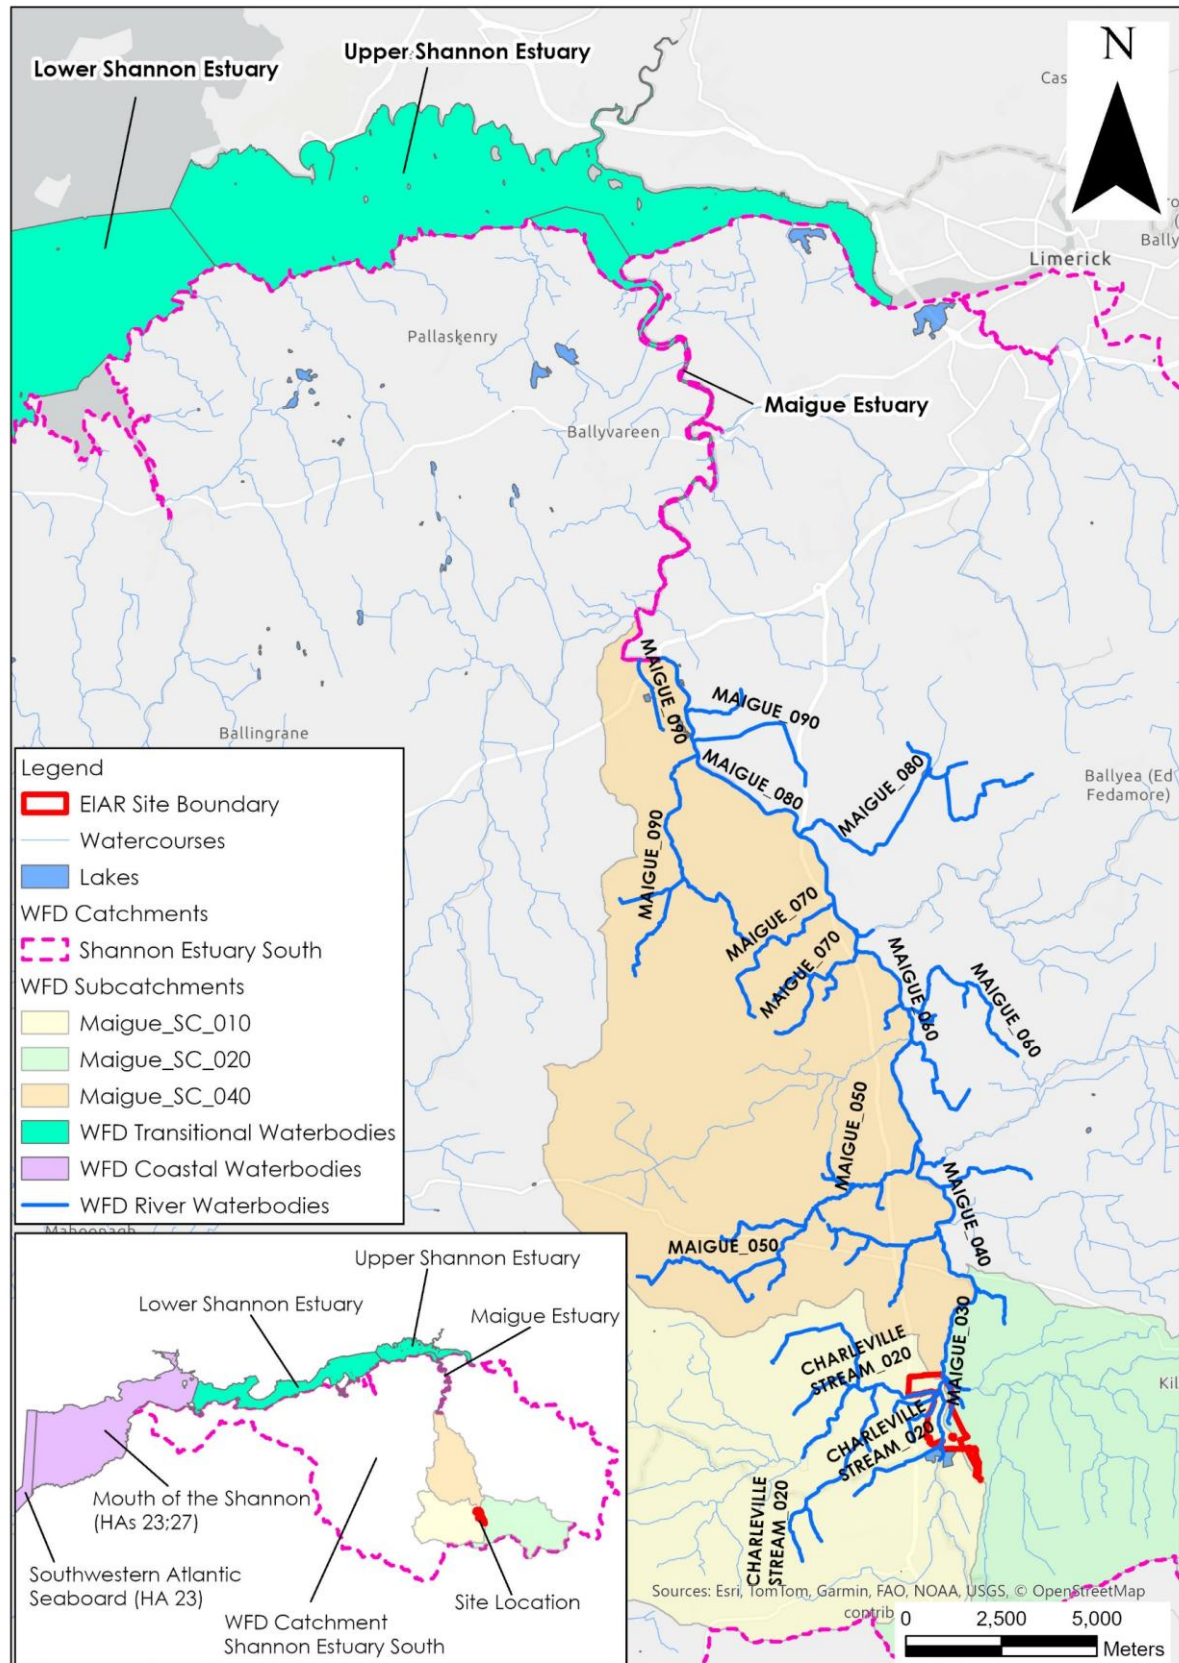 Lower Shannon Estuary
Upper Shannon Estuary
N
Limerick
Pallaskenry
Maigue Estuary
Ballyvareen
Ballingrane
MAIGUE_090
MAIGUE_090
MAIGUE_080
MAIGUE_080
Ballyea (Ed
Fedamore)
MAIGUE_090
MAIGUE_070
MAIGUE_070
MAIGUE_060
MAIGUE_060
MAIGUE_050
MAIGUE_040
MAIGUE_050
MAIGUE_030
CHARLEVILLE
STREAM_020
CHARLEVILLE
STREAM_020
CHARLEVILLE
STREAM_020
Kil
Legend
EIAR Site Boundary
Watercourses
Lakes
WFD Catchments
Shannon Estuary South
WFD Subcatchments
Maigue_SC_010
Maigue_SC_020
Maigue_SC_040
WFD Transitional Waterbodies
WFD Coastal Waterbodies
WFD River Waterbodies
Upper Shannon Estuary
Lower Shannon Estuary
Maigue Estuary
Mouth of the Shannon
(HAs 23;27)
Southwestern Atlantic
Seaboard (HA 23)
WFD Catchment
Shannon Estuary South
Site Location
Sources: Esri, TomTom, Garmin, FAO, NOAA, USGS, © OpenStreetMap
contrib
0 2,500 5,000
Meters